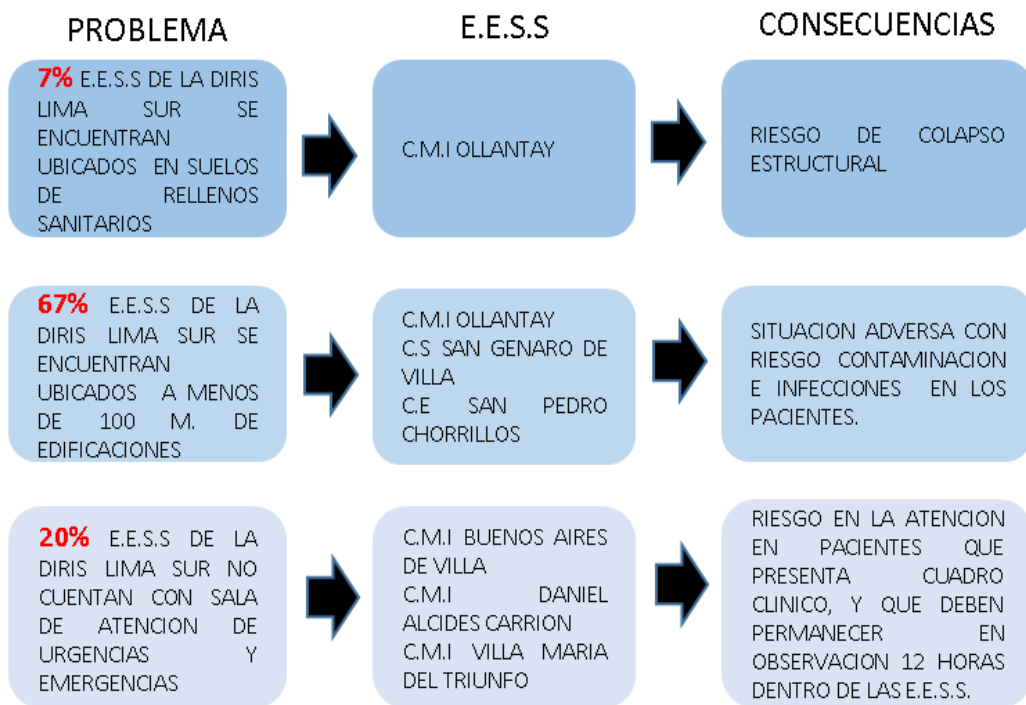 PROBLEMA
E.E.S.S
CONSECUENCIAS
7% E.E.S.S DE LA DIRIS
LIMA SUR SE
ENCUENTRAN
UBICADOS EN SUELOS
DE RELLENOS
SANITARIOS
C.M.I OLLANTAY
RIESGO DE COLAPSO
ESTRUCTURAL
67% E.E.S.S DE LA
DIRIS LIMA SUR SE
ENCUENTRAN
UBICADOS A MENOS
DE 100 M. DE
EDIFICACIONES
C.M.I OLLANTAY
C.S SAN GENARO DE
VILLA
C.E SAN PEDRO
CHORRILLOS
SITUACION ADVERSA CON
RIESGO CONTAMINACION
E INFECCIONES EN LOS
PACIENTES.
20% E.E.S.S DE LA
DIRIS LIMA SUR NO
CUENTAN CON SALA
DE ATENCION DE
URGENCIAS Y
EMERGENCIAS
C.M.I BUENOS AIRES
DE VILLA
C.M.I DANIEL
ALCIDES CARRION
C.M.I VILLA MARIA
DEL TRIUNFO
RIESGO EN LA ATENCION
EN PACIENTES QUE
PRESENTA CUADRO
CLINICO, Y QUE DEBEN
PERMANECER EN
OBSERVACION 12 HORAS
DENTRO DE LAS E.E.S.S.